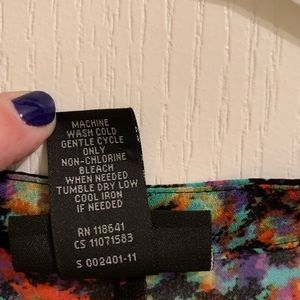 MACHINE
WASH COLD
GENTLE CYCLE
ONLY
NON-CHLORINE
BLEACH
WHEN NEEDED
TUMBLE DRY LOW
COOL IRON
IF NEEDED
RN 118641
CS 11071583
S 002401-11